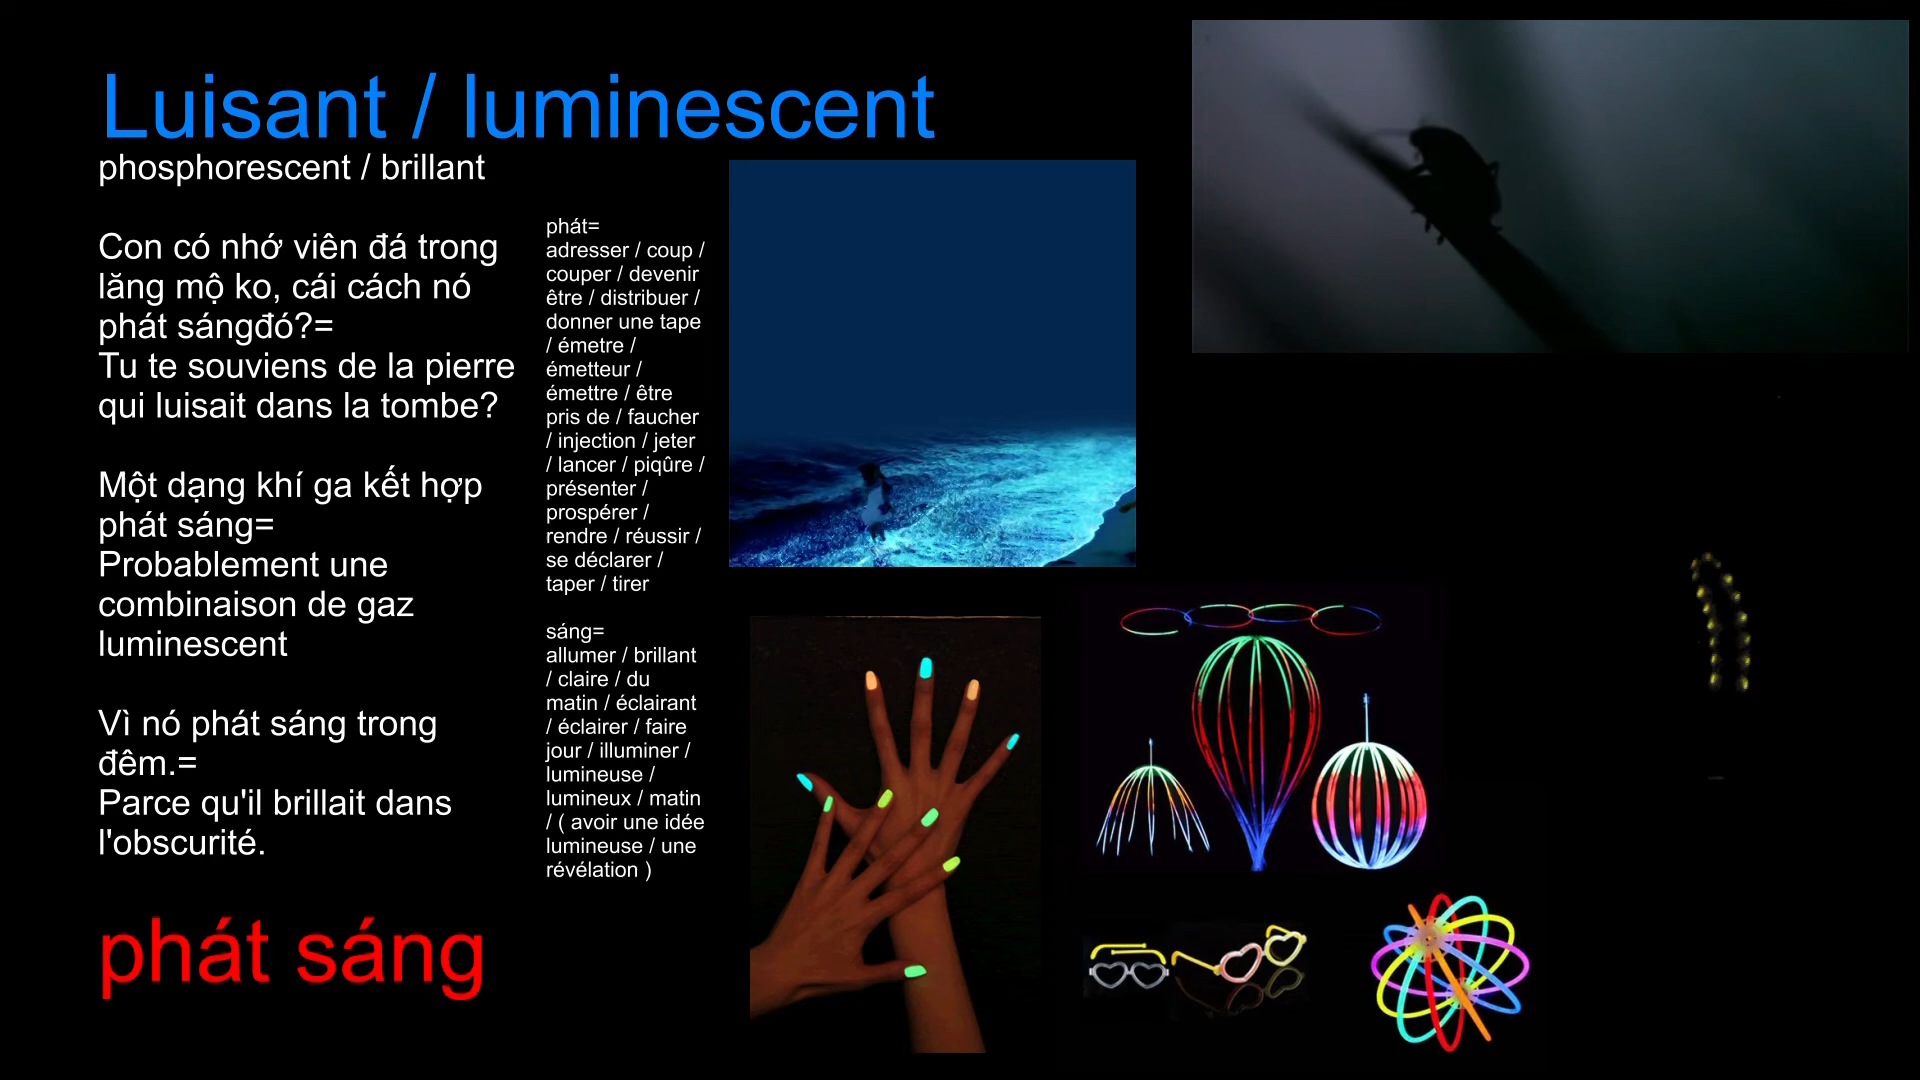 Luisant / luminescent
phosphorescent / brillant
Con có nhớ viên đá trong
lăng mộ ko, cái cách nó
phát sángđó?=
Tu te souviens de la pierre
qui luisait dans la tombe?
Một dạng khí ga kết hợp
phát sáng=
Probablement une
combinaison de gaz
luminescent
Vì nó phát sáng trong
đêm.=
Parce qu'il brillait dans
l'obscurité.
phát sáng
phát=
adresser / coup /
couper / devenir
être / distribuer /
donner une tape
/ émetre /
émetteur /
émettre / être
pris de / faucher
/ injection / jeter
/ lancer / piqûre /
présenter /
prospérer /
rendre / réussir /
se déclarer /
taper / tirer
sáng=
allumer / brillant
/ claire / du
matin / éclairant
/ éclairer / faire
jour / illuminer /
lumineuse /
lumineux / matin
/ ( avoir une idée
lumineuse / une
révélation )